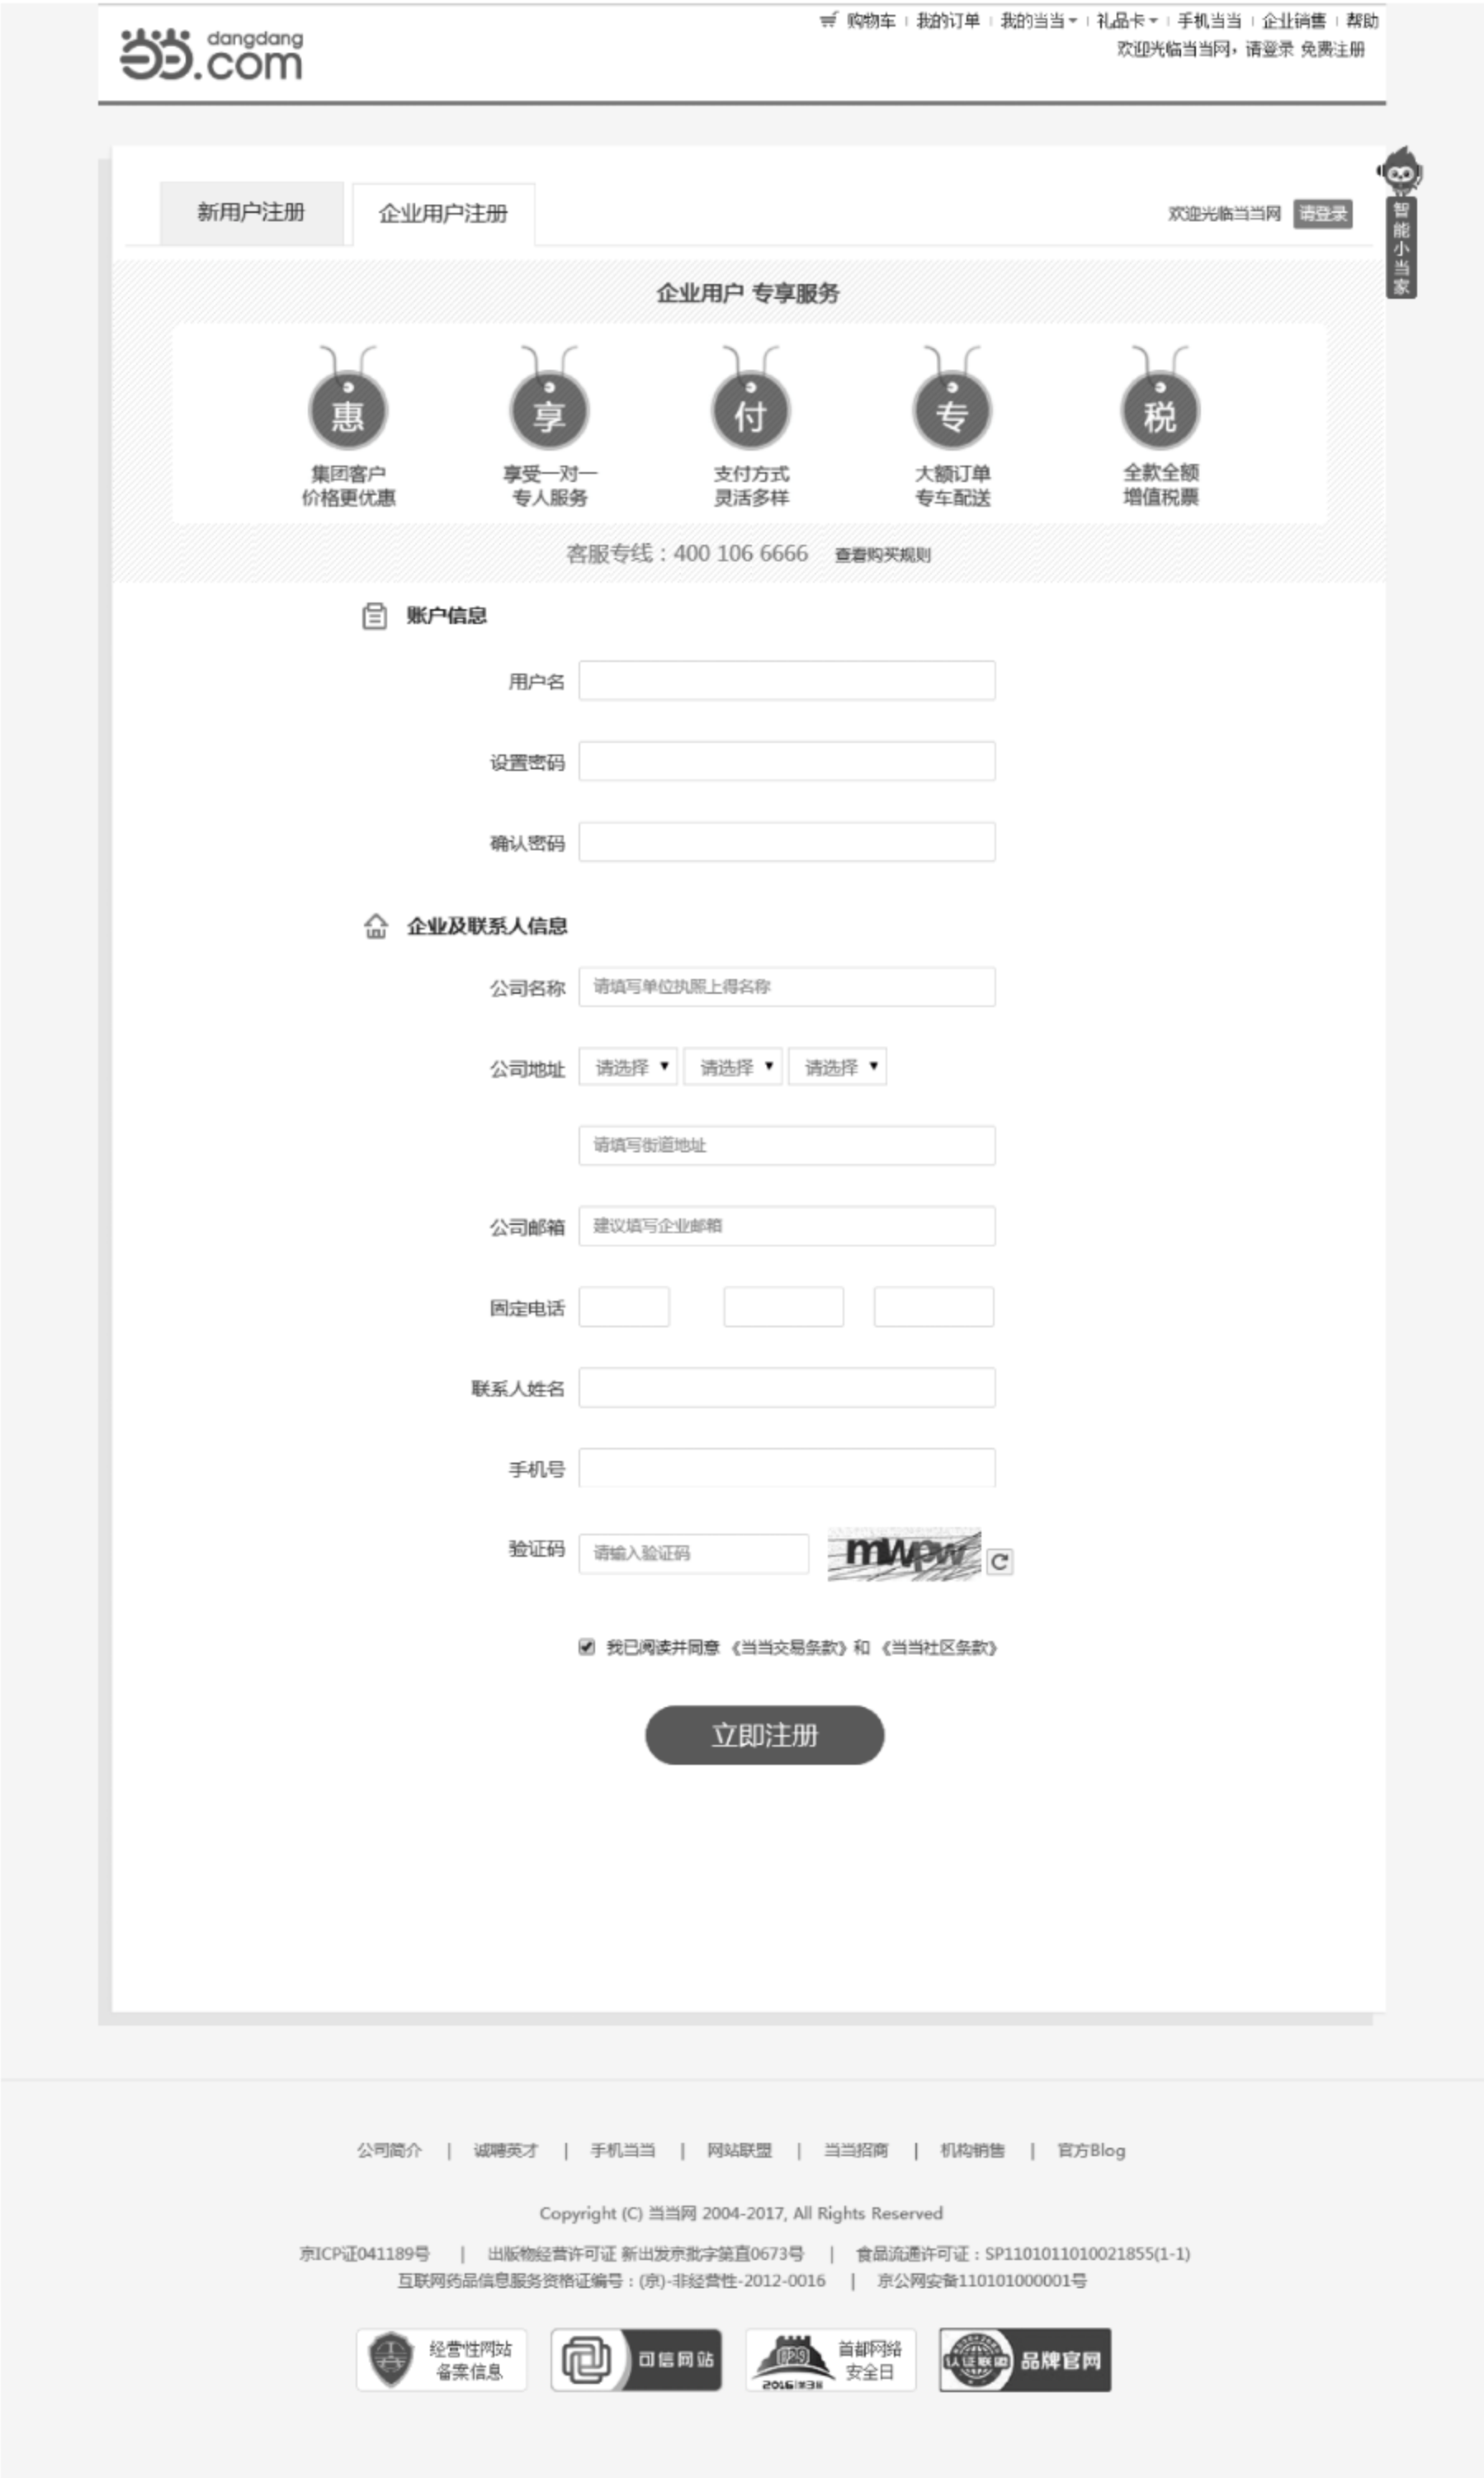 购物车 | 我的订单 | 我的当当 | 礼品卡 | 手机当当 | 企业销售 | 帮助
dangdang
当当.com
欢迎光临当当网，请登录 免费注册
新用户注册 企业用户注册 欢迎光临当当网 请登录
智能小当家
企业用户 专享服务
惠 享 付 专 税
集团客户 享受一对一 支付方式 大额订单 全款全额
价格更优惠 专人服务 灵活多样 专车配送 增值税票
客服专线：400 106 6666 查看购买规则
账户信息
用户名
设置密码
确认密码
企业及联系人信息
公司名称 请填写单位执照上得名称
公司地址 请选择 请选择 请选择
请填写街道地址
公司邮箱 建议填写企业邮箱
固定电话
联系人姓名
手机号
验证码 请输入验证码 mwpw
我已阅读并同意 《当当交易条款》和 《当当社区条款》
立即注册
公司简介 | 诚聘英才 | 手机当当 | 网站联盟 | 当当招商 | 机构销售 | 官方Blog
Copyright (C) 当当网 2004-2017, All Rights Reserved
京ICP证041189号 | 出版物经营许可证 新出发京批字第直0673号 | 食品流通许可证：SP1101011010021855(1-1)
互联网药品信息服务资格证编号：(京)-非经营性-2012-0016 | 京公网安备110101000001号
经营性网站 可信网站 首都网络 认证联盟 品牌官网
备案信息 安全日